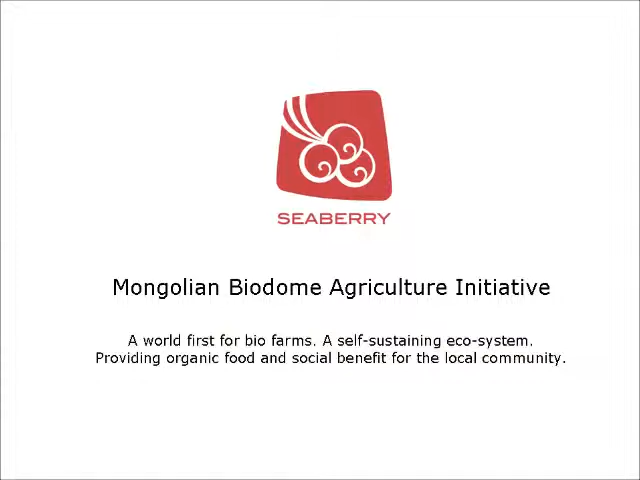 SEABERRY
Mongolian Biodome Agriculture Initiative
A world first for bio farms. A self-sustaining eco-system.
Providing organic food and social benefit for the local community.